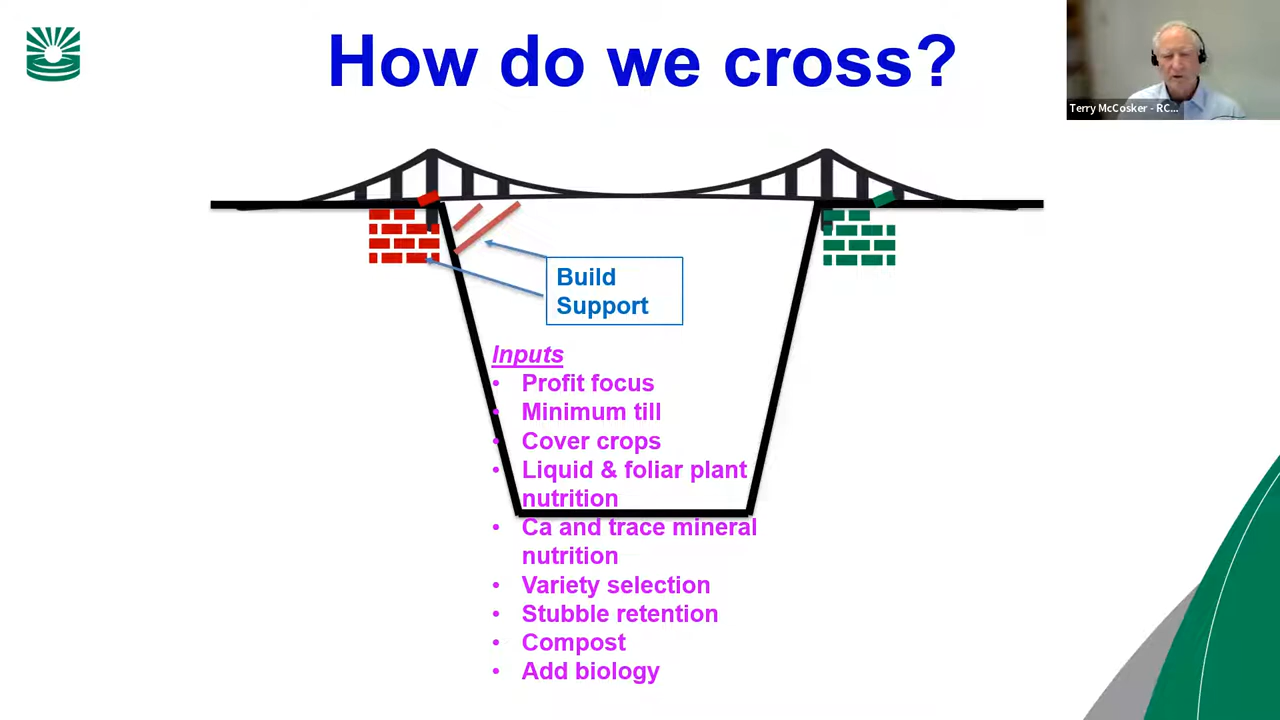 How do we cross?
Terry McCosker - RC...
Build
Support
Inputs
• Profit focus
• Minimum till
• Cover crops
• Liquid & foliar plant
nutrition
• Ca and trace mineral
nutrition
• Variety selection
• Stubble retention
• Compost
• Add biology